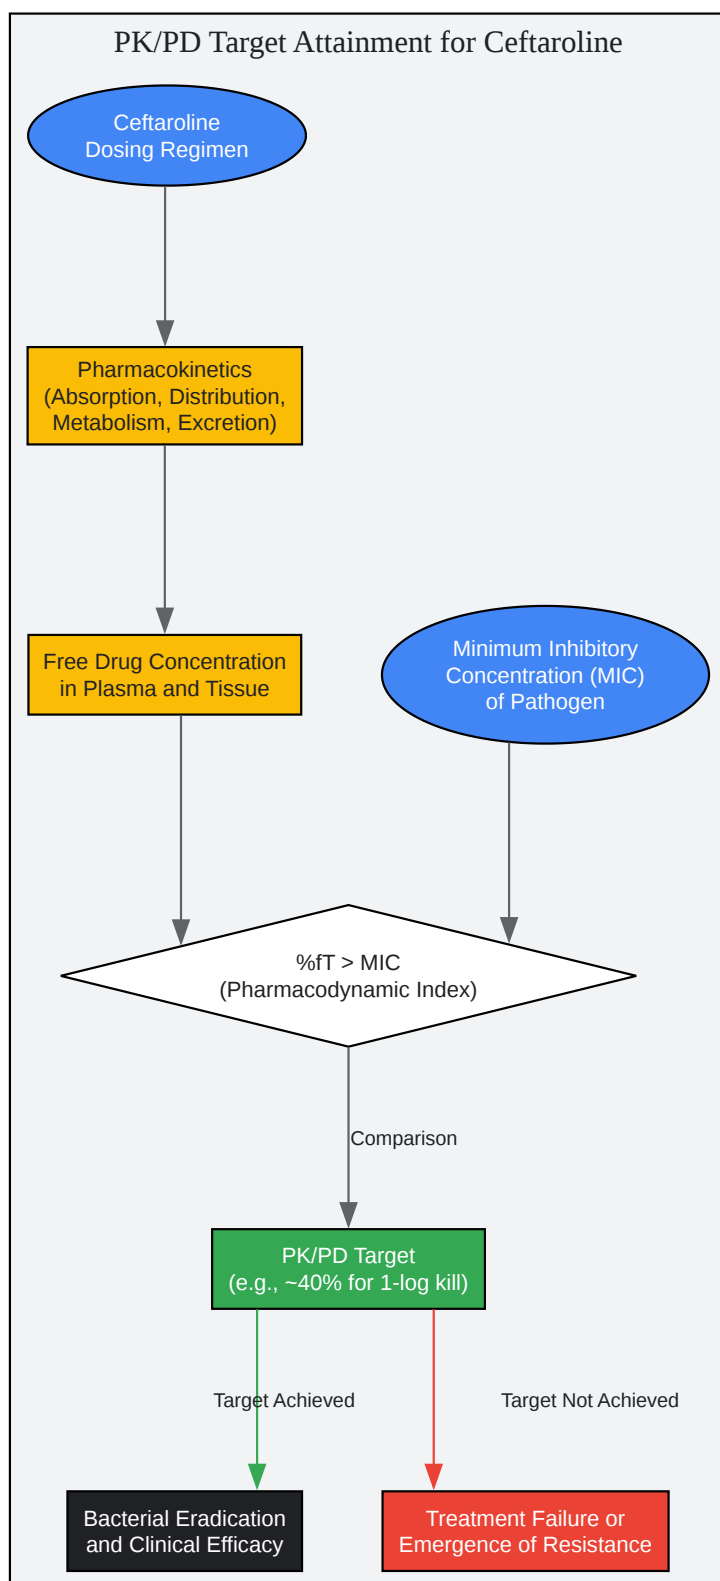 PK/PD Target Attainment for Ceftaroline
Ceftaroline
Dosing Regimen
Pharmacokinetics
(Absorption, Distribution,
Metabolism, Excretion)
Free Drug Concentration
in Plasma and Tissue
Minimum Inhibitory
Concentration (MIC)
of Pathogen
%fT > MIC
(Pharmacodynamic Index)
Comparison
PK/PD Target
(e.g., ~40% for 1-log kill)
Target Achieved
Target Not Achieved
Bacterial Eradication
and Clinical Efficacy
Treatment Failure or
Emergence of Resistance